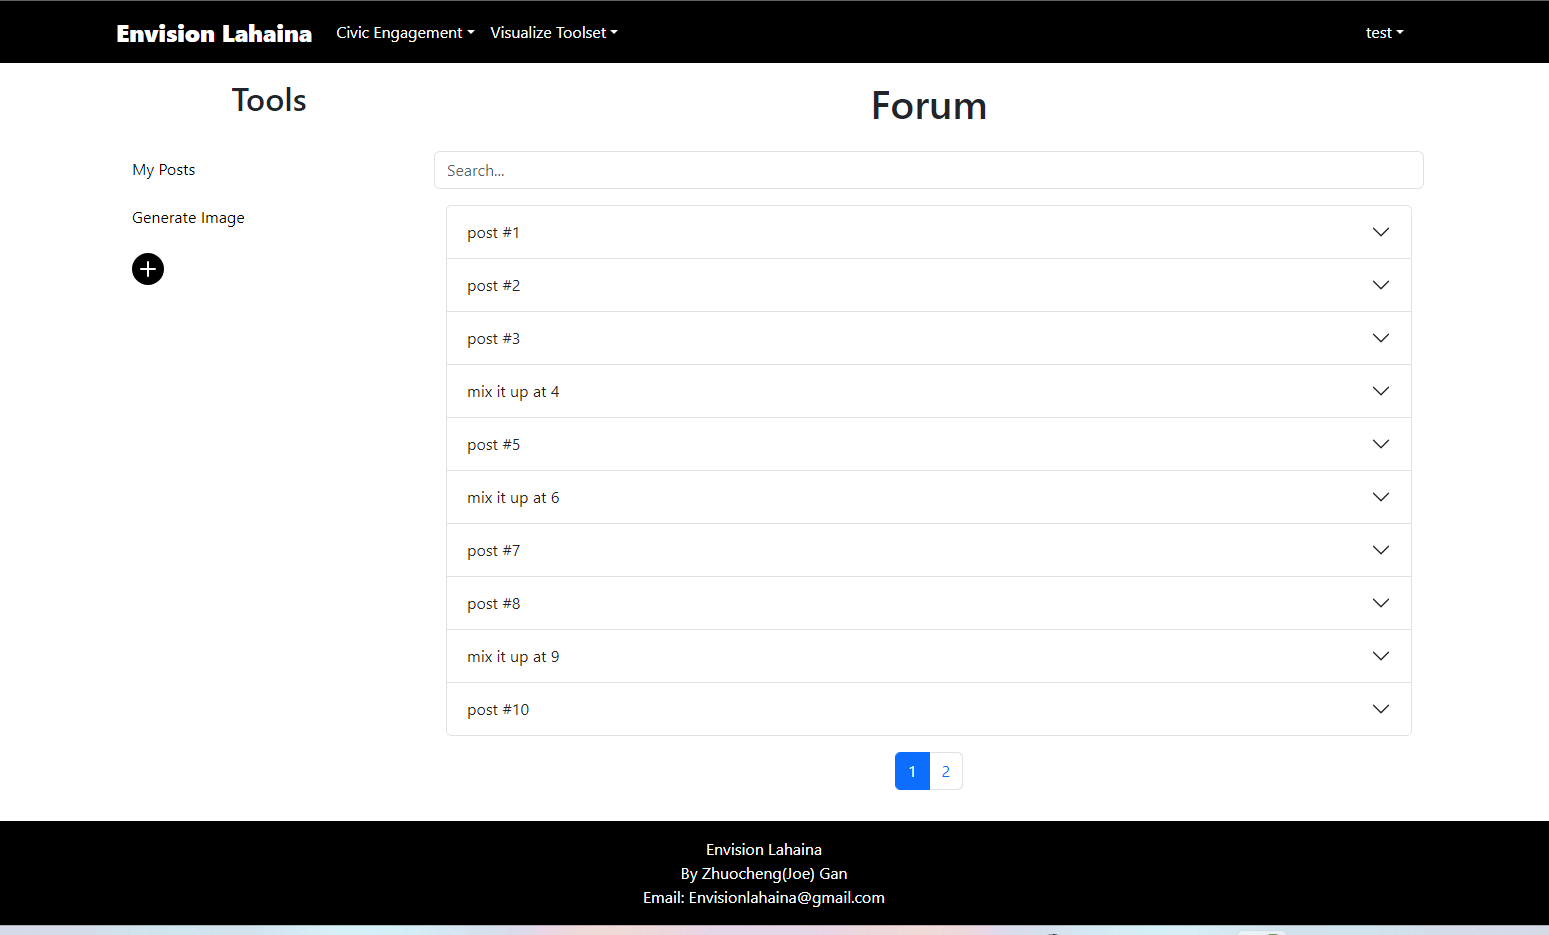 Envision Lahaina Civic Engagement Visualize Toolset test
Tools
Forum
My Posts
Search...
Generate Image
post #1
post #2
post #3
mix it up at 4
post #5
mix it up at 6
post #7
post #8
mix it up at 9
post #10
1 2
Envision Lahaina
By Zhuocheng(Joe) Gan
Email: Envisionlahaina@gmail.com